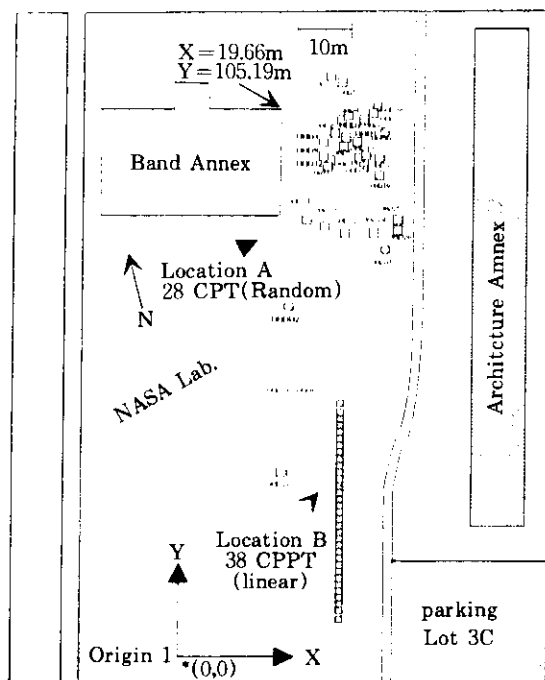 10m
X=19.66m
Y=105.19m
Band Annex
Location A
28 CPT(Random)
N
NASA Lab.
Architcture Amnex
Location B
38 CPPT
(linear)
Y
Origin 1
*(0,0)
X
parking
Lot 3C